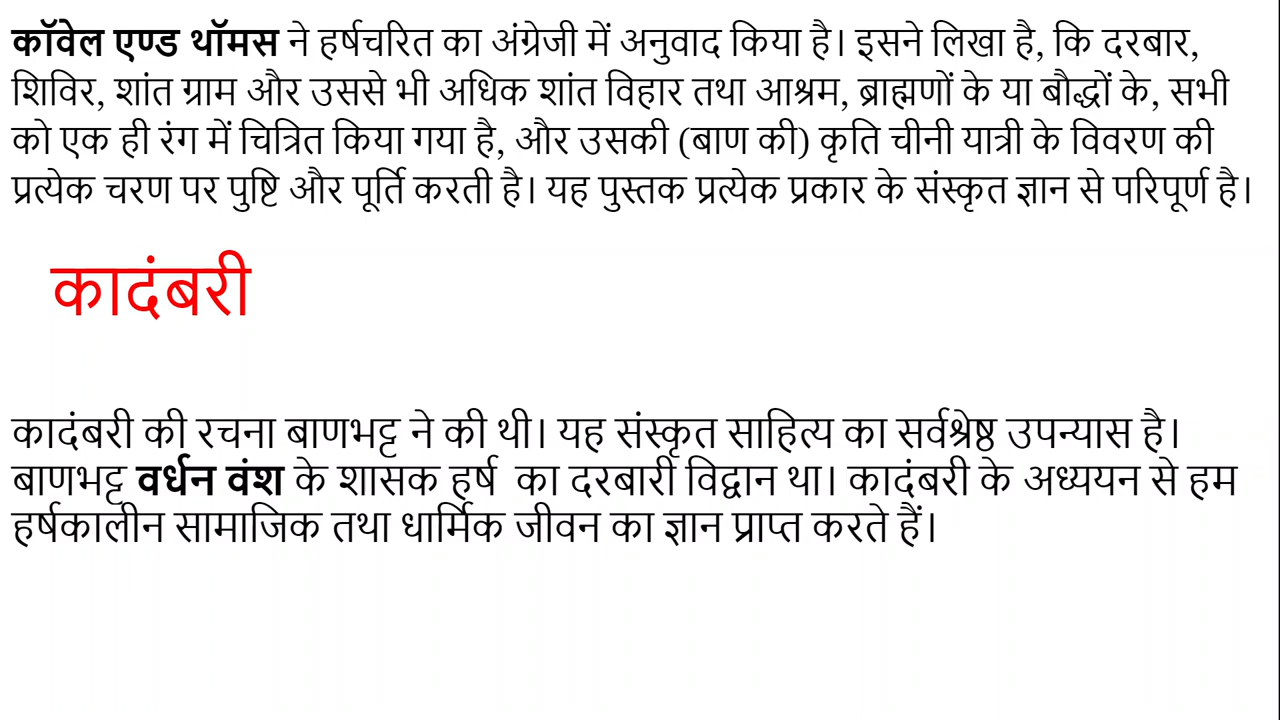 कॉवेल एण्ड थॉमस ने हर्षचरित का अंग्रेजी में अनुवाद किया है। इसने लिखा है, कि दरबार,
शिविर, शांत ग्राम और उससे भी अधिक शांत विहार तथा आश्रम, ब्राह्मणों के या बौद्धों के, सभी
को एक ही रंग में चित्रित किया गया है, और उसकी (बाण की) कृति चीनी यात्री के विवरण की
प्रत्येक चरण पर पुष्टि और पूर्ति करती है। यह पुस्तक प्रत्येक प्रकार के संस्कृत ज्ञान से परिपूर्ण है।
कादंबरी
कादंबरी की रचना बाणभट्ट ने की थी। यह संस्कृत साहित्य का सर्वश्रेष्ठ उपन्यास है।
बाणभट्ट वर्धन वंश के शासक हर्ष का दरबारी विद्वान था। कादंबरी के अध्ययन से हम
हर्षकालीन सामाजिक तथा धार्मिक जीवन का ज्ञान प्राप्त करते हैं।